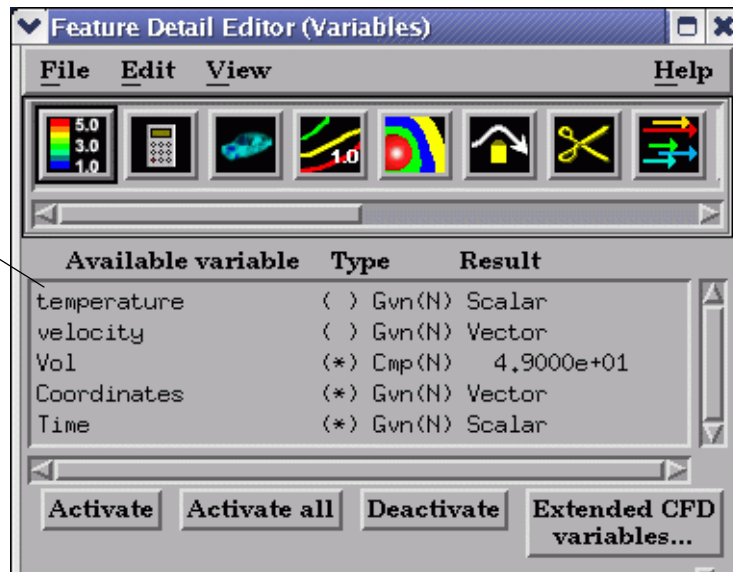 Feature Detail Editor (Variables)
File Edit View Help
5.0
3.0
1.0
1.0
Available variable Type Result
temperature ( ) Gvn(N) Scalar
velocity ( ) Gvn(N) Vector
Vol (*) Cmp(N) 4.9000e+01
Coordinates (*) Gvn(N) Vector
Time (*) Gvn(N) Scalar
Activate Activate all Deactivate Extended CFD
variables...